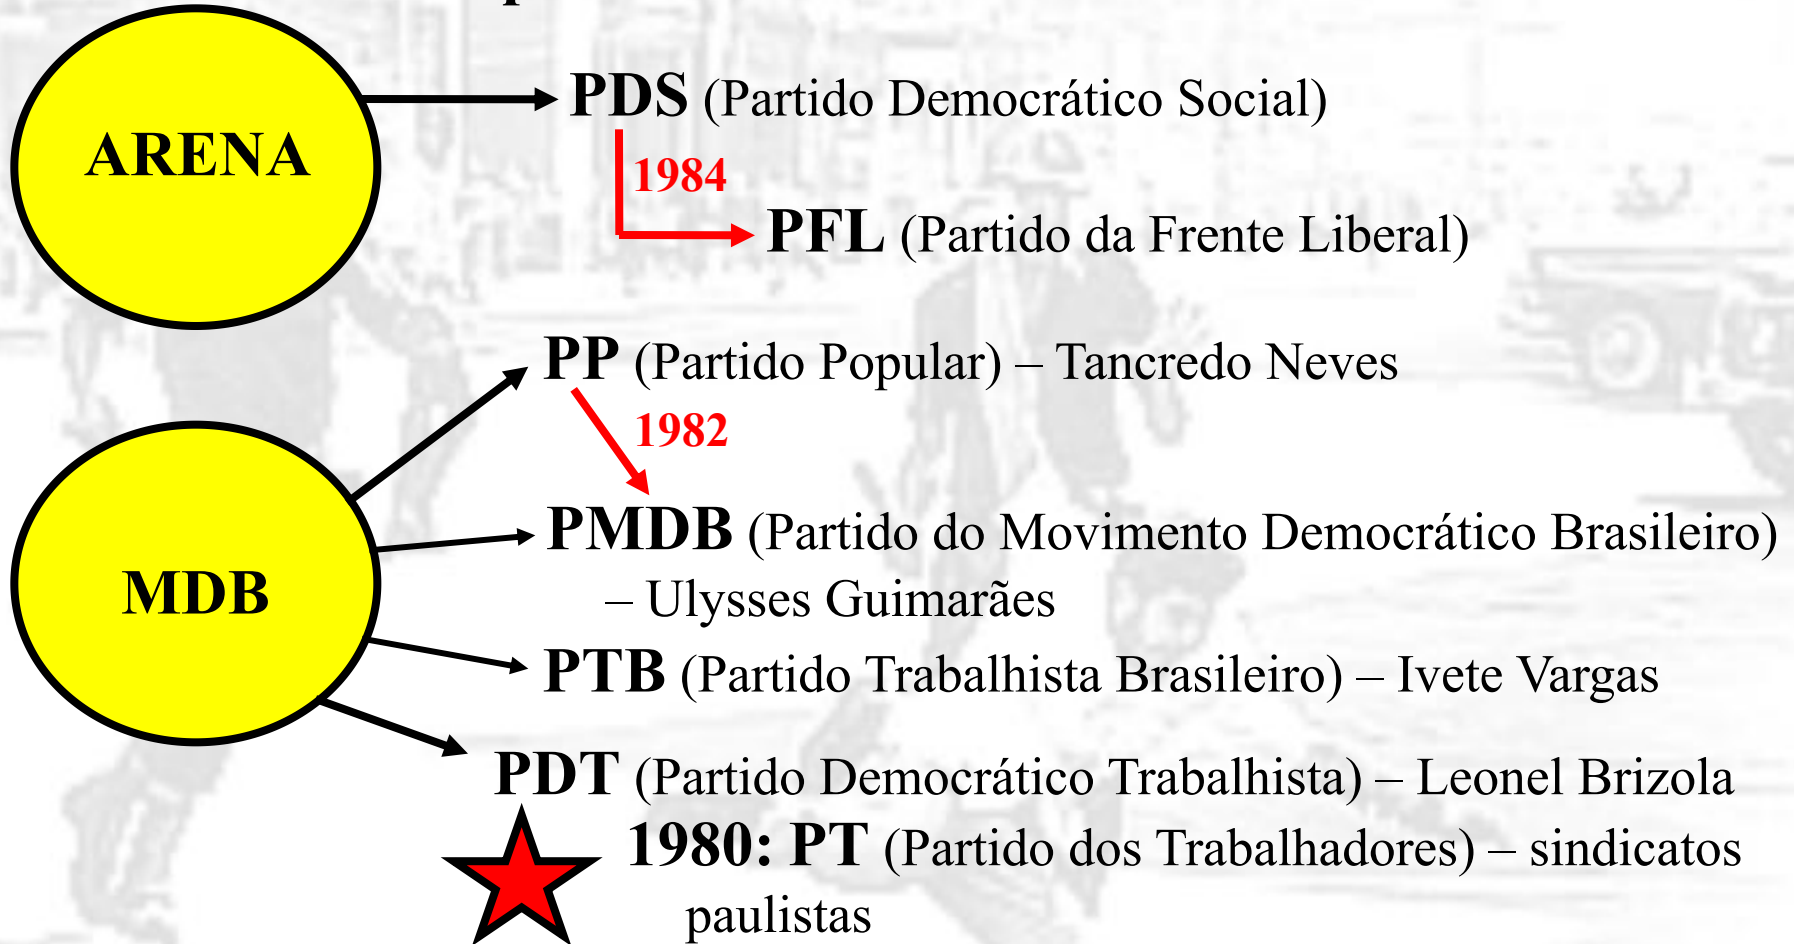 PDS (Partido Democrático Social)
ARENA
1984
PFL (Partido da Frente Liberal)
PP (Partido Popular) – Tancredo Neves
1982
PMDB (Partido do Movimento Democrático Brasileiro)
– Ulysses Guimarães
MDB
PTB (Partido Trabalhista Brasileiro) – Ivete Vargas
PDT (Partido Democrático Trabalhista) – Leonel Brizola
1980: PT (Partido dos Trabalhadores) – sindicatos
paulistas